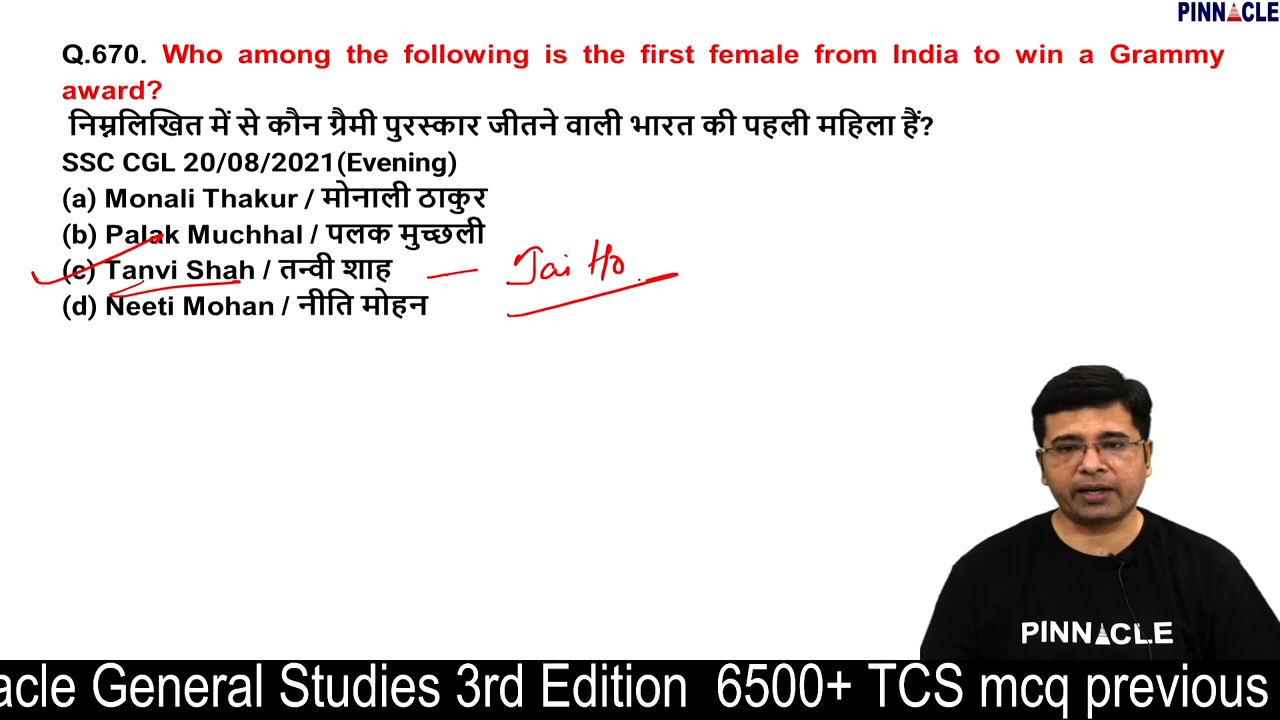 PINNACLE
Q.670. Who among the following is the first female from India to win a Grammy
award?
निम्नलिखित में से कौन ग्रैमी पुरस्कार जीतने वाली भारत की पहली महिला हैं?
SSC CGL 20/08/2021(Evening)
(a) Monali Thakur / मोनाली ठाकुर
(b) Palak Muchhal / पलक मुच्छली
(c) Tanvi Shah / तन्वी शाह — Jai Ho
(d) Neeti Mohan / नीति मोहन
PINNACLE
acle General Studies 3rd Edition 6500+ TCS mcq previous